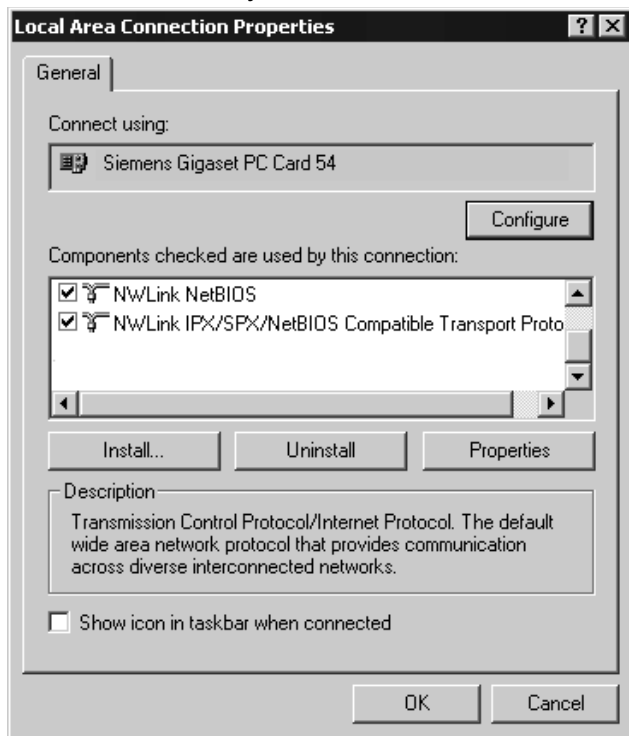 Local Area Connection Properties
General
Connect using:
Siemens Gigaset PC Card 54
Configure
Components checked are used by this connection:
NWLink NetBIOS
NWLink IPX/SPX/NetBIOS Compatible Transport Proto
Install... Uninstall Properties
Description
Transmission Control Protocol/Internet Protocol. The default
wide area network protocol that provides communication
across diverse interconnected networks.
Show icon in taskbar when connected
OK Cancel